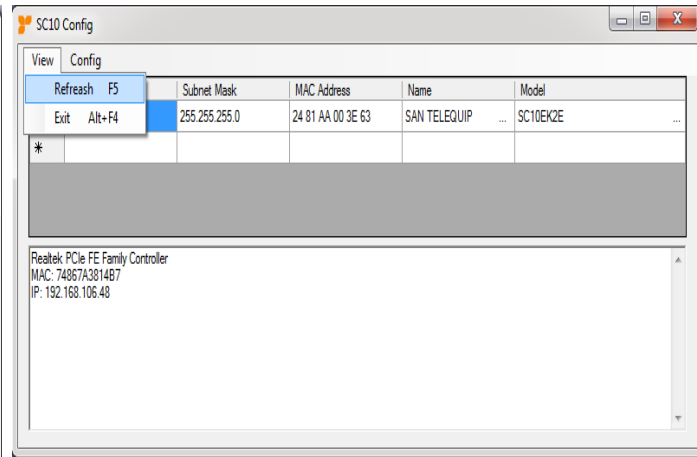 SC10 Config
View Config
Refreash F5
Exit Alt+F4
Subnet Mask MAC Address Name Model
255.255.255.0 24 81 AA 00 3E 63 SAN TELEQUIP ... SC10EK2E ...
*
Realtek PCIe FE Family Controller
MAC: 74867A3814B7
IP: 192.168.106.48